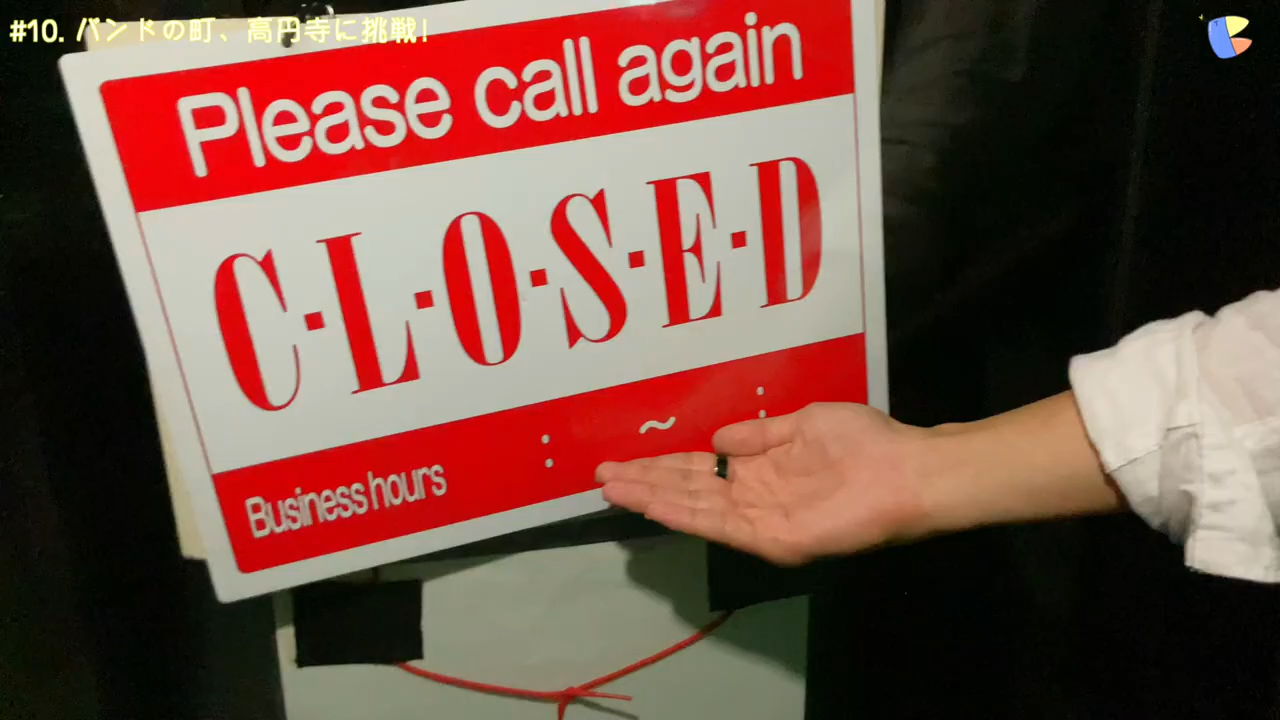 #10. バンドの町、高円寺に挑戦!
Please call again
C·L·O·S·E·D
Business hours : ~ :